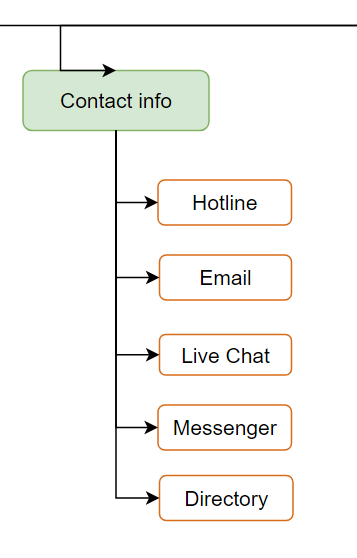 Contact info
Hotline
Email
Live Chat
Messenger
Directory